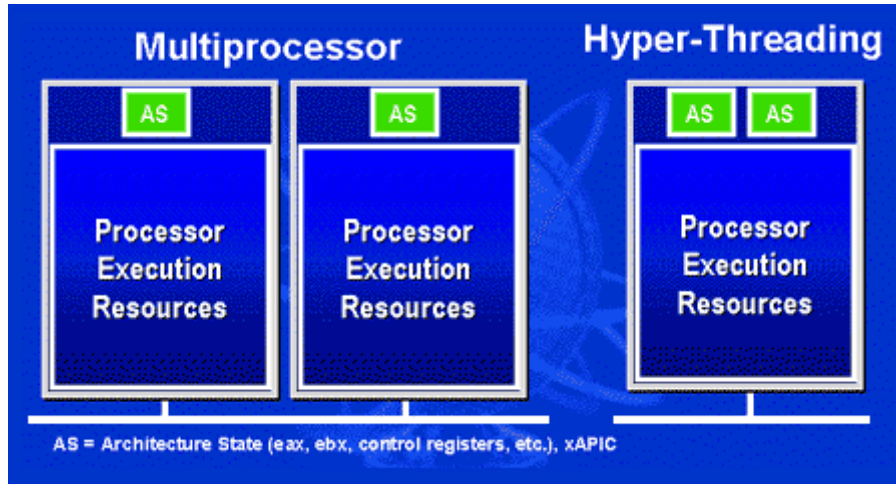 Multiprocessor
Hyper-Threading
AS
AS
AS
AS
Processor
Execution
Resources
Processor
Execution
Resources
Processor
Execution
Resources
AS = Architecture State (eax, ebx, control registers, etc.), xAPIC